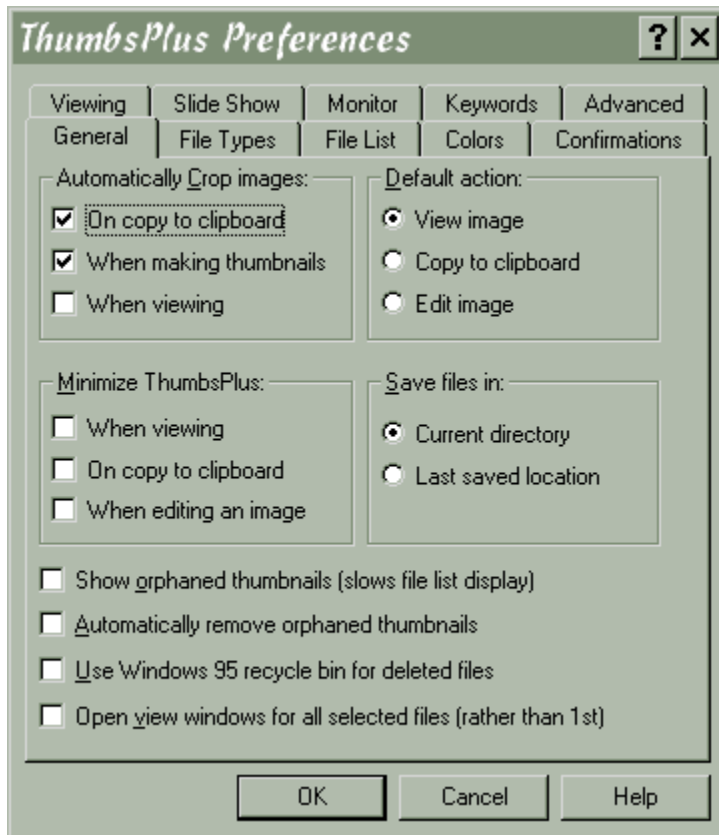 ThumbsPlus Preferences ? ×
Viewing Slide Show Monitor Keywords Advanced
General File Types File List Colors Confirmations
Automatically Crop images:
On copy to clipboard
When making thumbnails
When viewing
Default action:
View image
Copy to clipboard
Edit image
Minimize ThumbsPlus:
When viewing
On copy to clipboard
When editing an image
Save files in:
Current directory
Last saved location
Show orphaned thumbnails (slows file list display)
Automatically remove orphaned thumbnails
Use Windows 95 recycle bin for deleted files
Open view windows for all selected files (rather than 1st)
OK Cancel Help